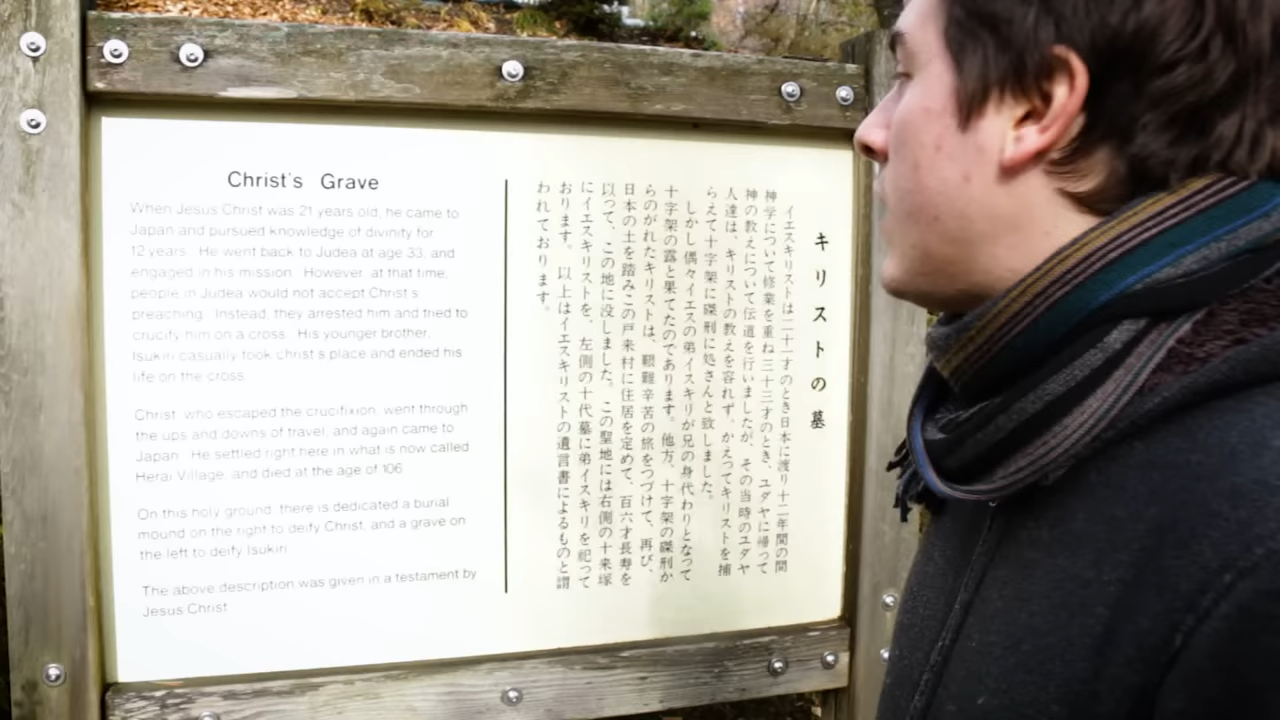 Christ's Grave
When Jesus Christ was 21 years old, he came to
Japan and pursued knowledge of divinity for
12 years. He went back to Judea at age 33, and
engaged in his mission. However, at that time,
people in Judea would not accept Christ's
preaching. Instead, they arrested him and tried to
crucify him on a cross. His younger brother,
Isukiri casually took Christ's place and ended his
life on the cross.
Christ, who escaped the crucifixion, went through
the ups and downs of travel, and again came to
Japan. He settled right here in what is now called
Herai Village, and died at the age of 106.
On this holy ground, there is dedicated a burial
mound on the right to deify Christ, and a grave on
the left to deify Isukiri.
The above description was given in a testament by
Jesus Christ.
キリストの墓
イエスキリストは二十一才のとき日本に渡り十二年間の間
神学について修業を重ね三十三才のとき、ユダヤに帰って
神の教えについて伝道を行いましたが、その当時のユダヤ
人達は、キリストの教えを容れず、かえってキリストを捕
らえて十字架に磔刑に処さんと致しました。
しかし偶々イエスの弟イスキリが兄の身代わりとなって
十字架の露と果てたのであります。他方、十字架の磔刑か
らのがれたキリストは、艱難辛苦の旅をつづけて、再び、
日本の土を踏みこの戸来村に住居を定めて、百六才長寿を
以って、この地に没しました。この聖地には右側の十来塚
にイエスキリストを、左側の十代墓に弟イスキリを祀って
おります。以上はイエスキリストの遺言書によるものと謂
われております。